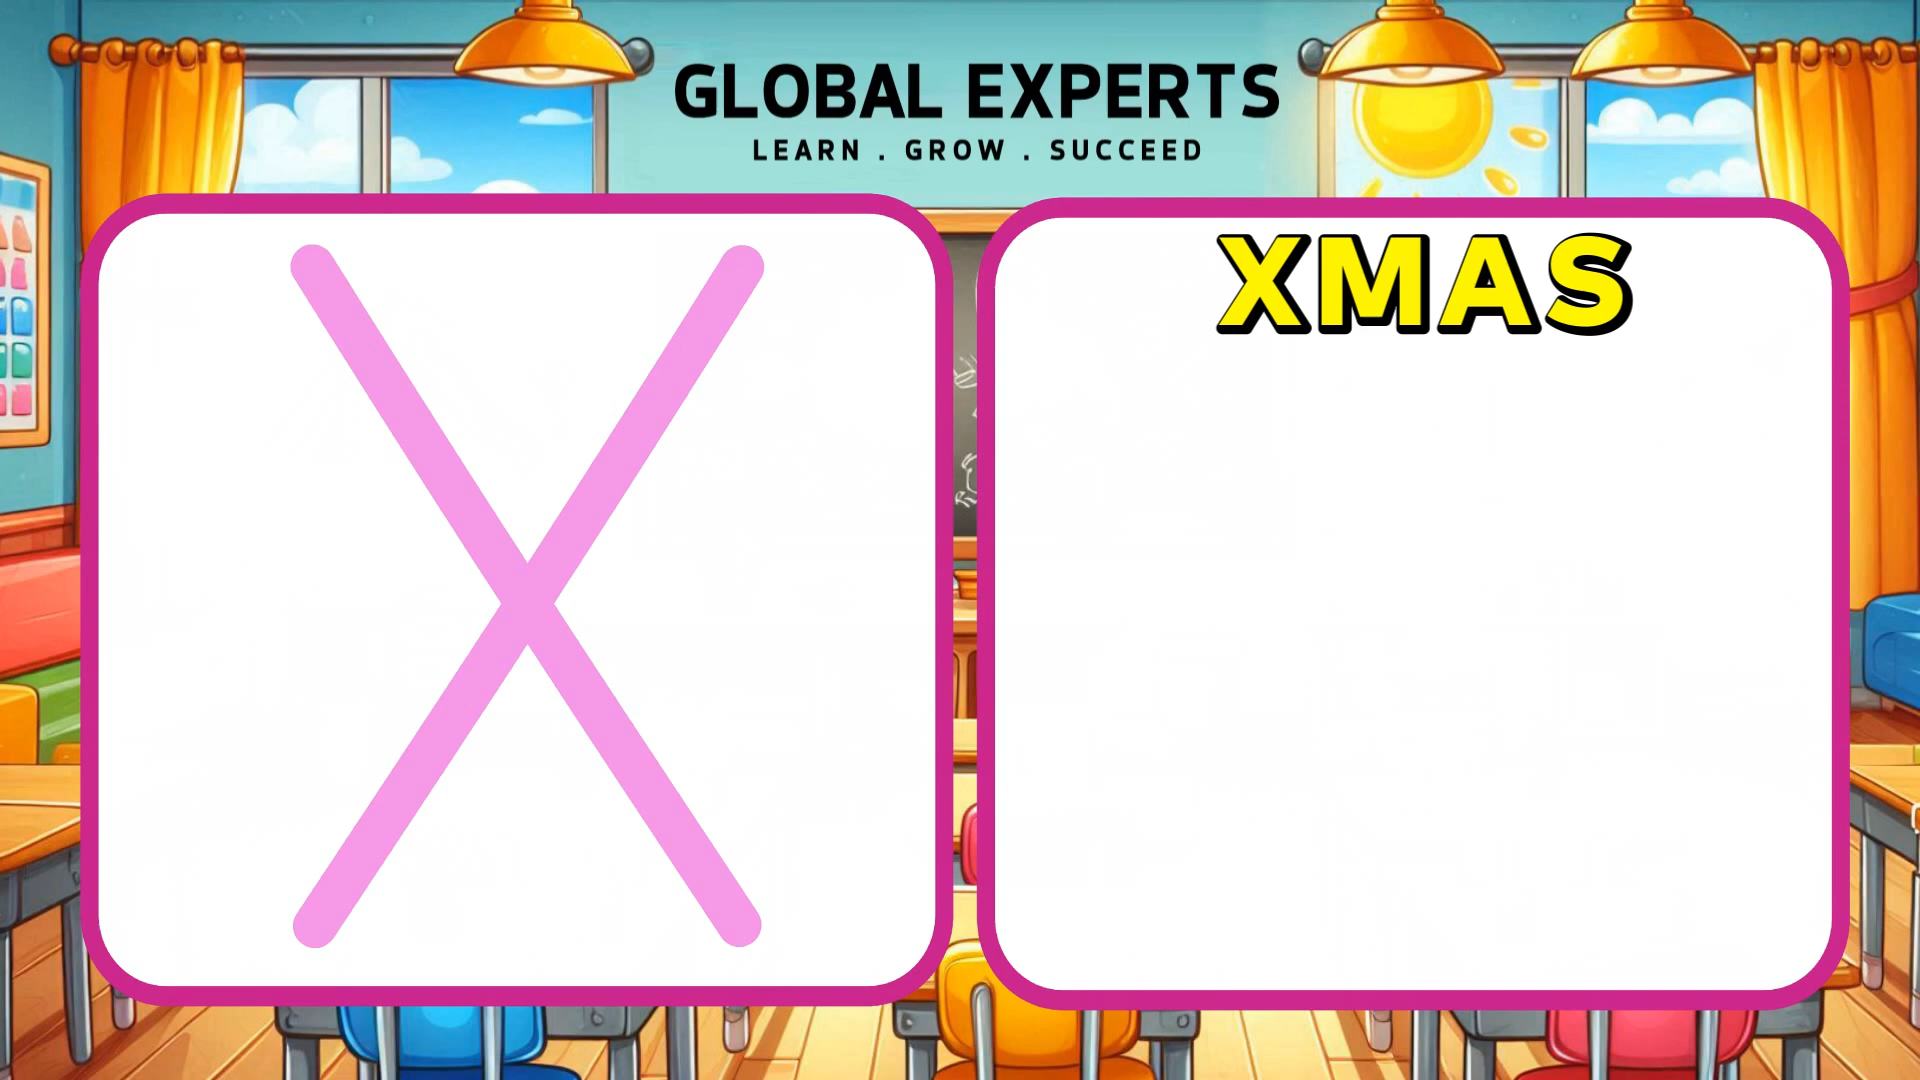 GLOBAL EXPERTS
LEARN . GROW . SUCCEED
X
XMAS